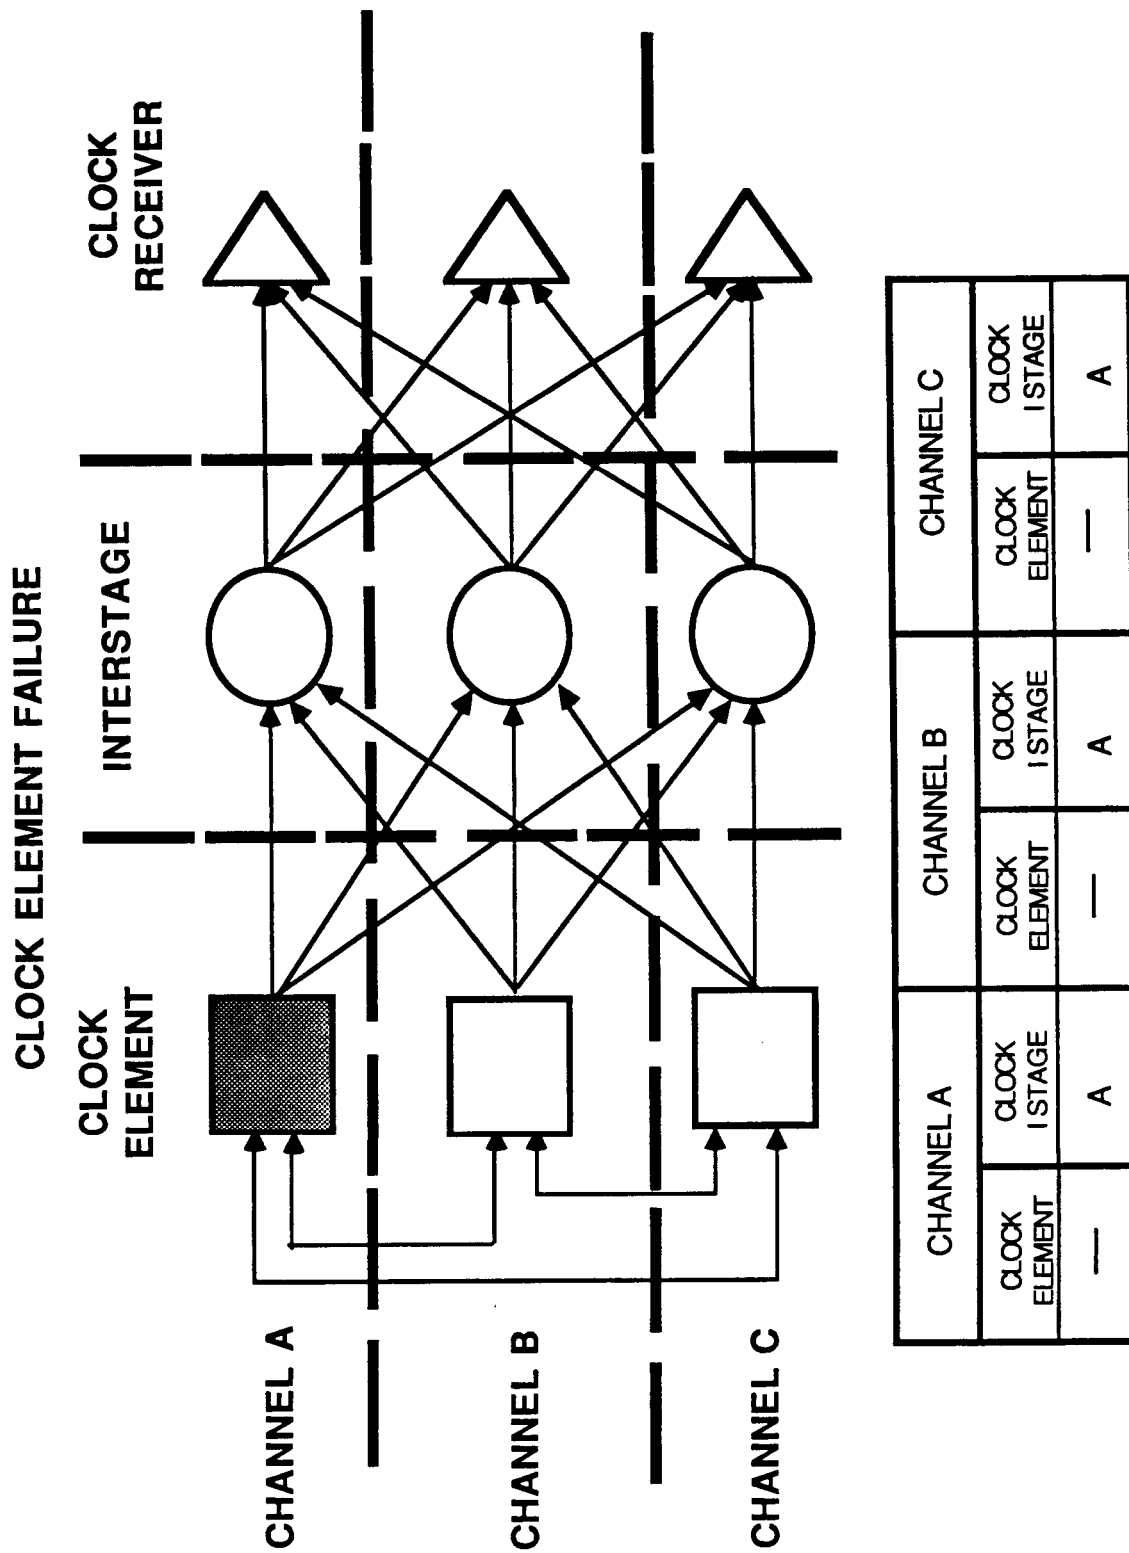 CLOCK ELEMENT FAILURE
CLOCK
ELEMENT
INTERSTAGE
CLOCK
RECEIVER
CHANNEL A
CHANNEL B
CHANNEL C
CHANNEL A
CHANNEL B
CHANNEL C
CLOCK
ELEMENT
CLOCK
I STAGE
CLOCK
ELEMENT
CLOCK
I STAGE
CLOCK
ELEMENT
CLOCK
I STAGE
— A — A — A